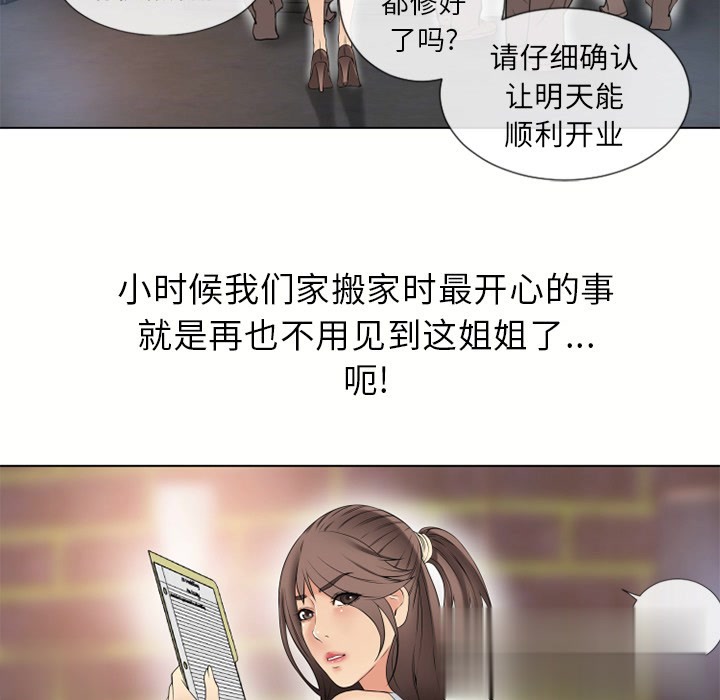 都修好
了吗?
请仔细确认
让明天能
顺利开业
小时候我们家搬家时最开心的事
就是再也不用见到这姐姐了...
呃!